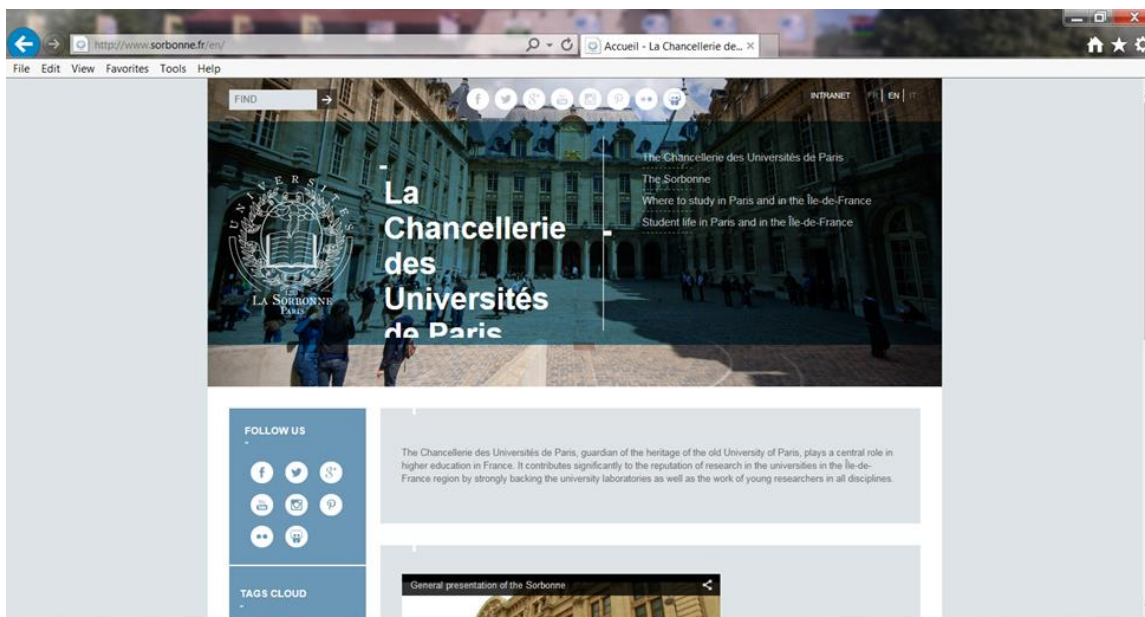 http://www.sorbonne.fr/en/
Accueil - La Chancellerie de...
File Edit View Favorites Tools Help
FIND
INTRANET FR EN IT
UNIVERSITÉS
LA SORBONNE
PARIS
La
Chancellerie
des
Universités
de Paris
The Chancellerie des Universités de Paris
The Sorbonne
Where to study in Paris and in the Île-de-France
Student life in Paris and in the Île-de-France
FOLLOW US
TAGS CLOUD
The Chancellerie des Universités de Paris, guardian of the heritage of the old University of Paris, plays a central role in
higher education in France. It contributes significantly to the reputation of research in the universities in the Île-de-
France region by strongly backing the university laboratories as well as the work of young researchers in all disciplines.
General presentation of the Sorbonne